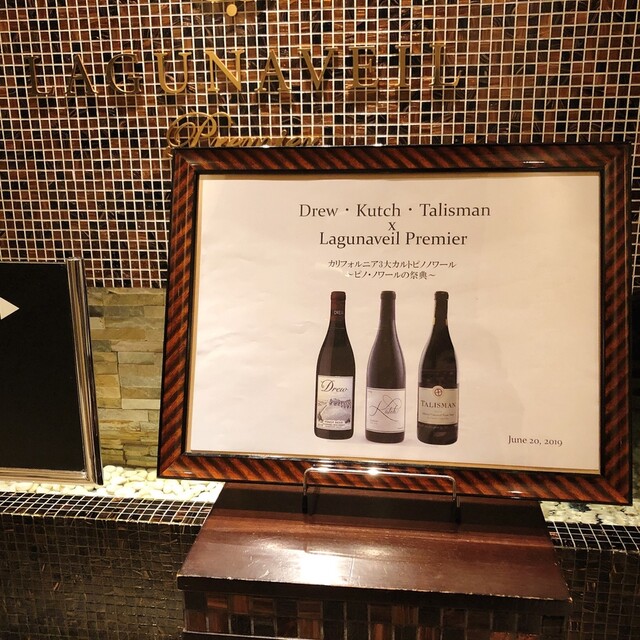 LAGUNAVEIL
Premier
Drew・Kutch・Talisman
x
Lagunaveil Premier
カリフォルニア3大カルトピノノワール
~ピノ・ノワールの祭典~
Drew
Kutch
TALISMAN
June 20, 2019